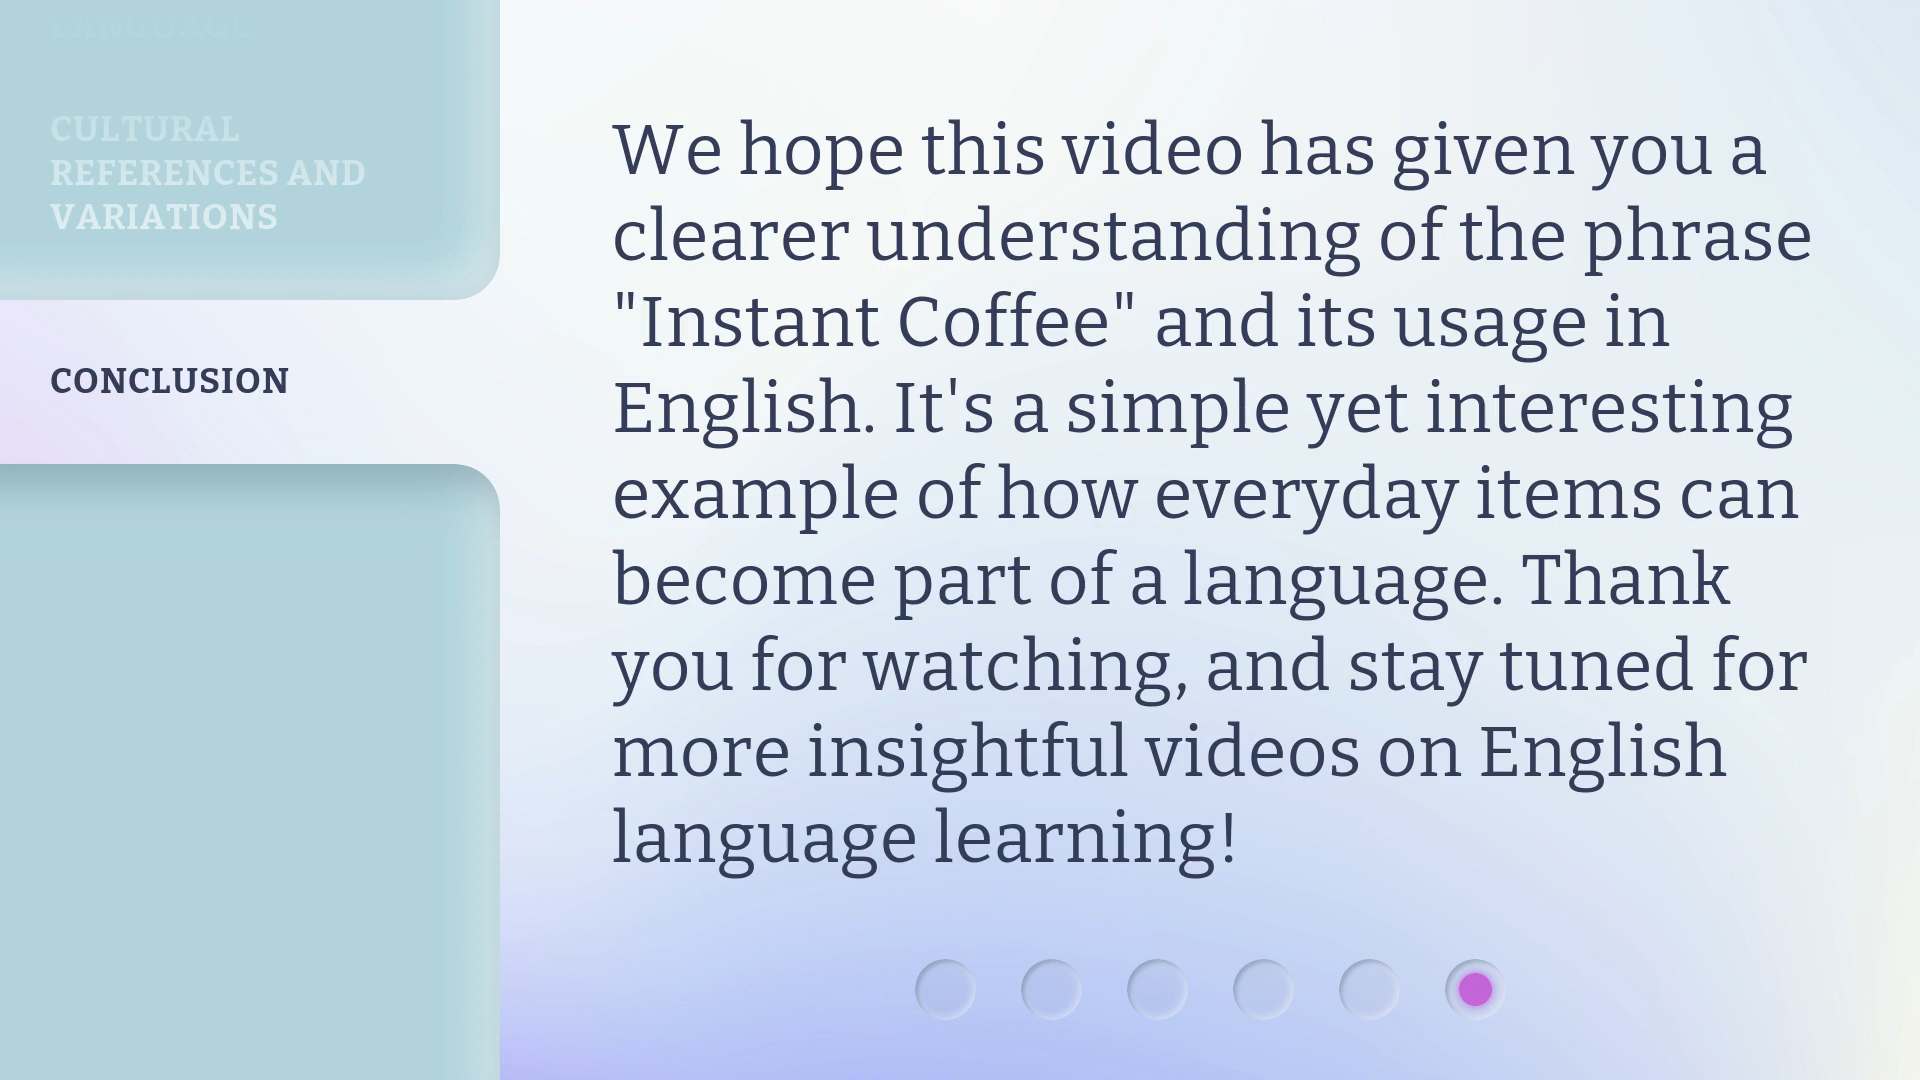 LANGUAGE
CULTURAL
REFERENCES AND
VARIATIONS
CONCLUSION
We hope this video has given you a
clearer understanding of the phrase
"Instant Coffee" and its usage in
English. It's a simple yet interesting
example of how everyday items can
become part of a language. Thank
you for watching, and stay tuned for
more insightful videos on English
language learning!